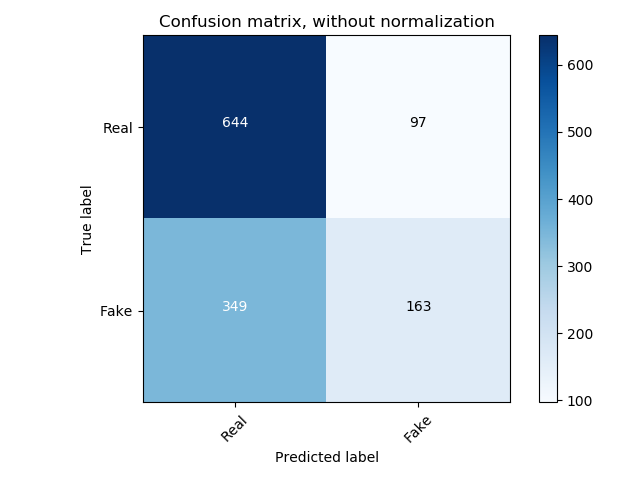 Confusion matrix, without normalization
True label
Real
644
97
Fake
349
163
Real
Fake
Predicted label
600
500
400
300
200
100